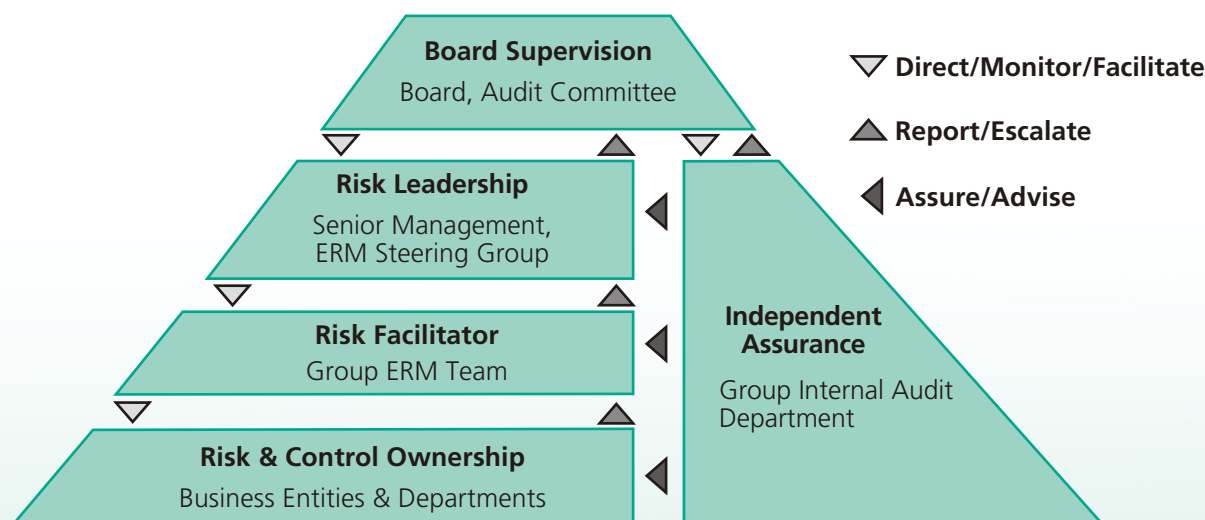 Board Supervision
Board, Audit Committee
Direct/Monitor/Facilitate
Report/Escalate
Assure/Advise
Risk Leadership
Senior Management,
ERM Steering Group
Risk Facilitator
Group ERM Team
Risk & Control Ownership
Business Entities & Departments
Independent
Assurance
Group Internal Audit
Department